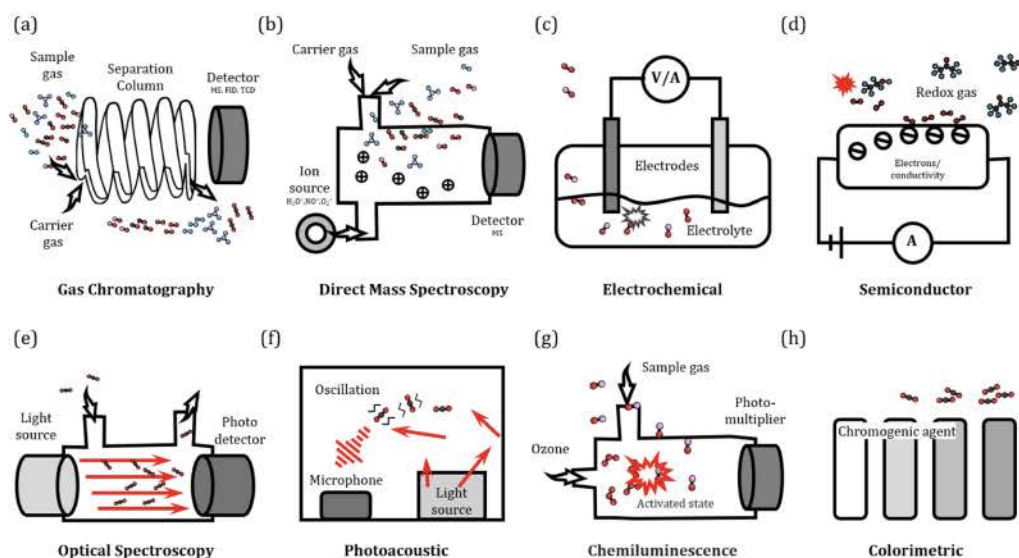 (a)
Sample
gas
Separation
Column
Detector
MS, FID, TCD
Carrier
gas
Gas Chromatography
(b)
Carrier gas
Sample gas
Ion
source
H₃O⁺,NO⁺,O₂⁺
Detector
MS
Direct Mass Spectroscopy
(c)
V/A
Electrodes
Electrolyte
Electrochemical
(d)
Redox gas
Electrons/
conductivity
A
Semiconductor
(e)
Light
source
Photo
detector
Optical Spectroscopy
(f)
Oscillation
Microphone
Light
source
Photoacoustic
(g)
Sample gas
Photo-
multiplier
Ozone
Activated state
Chemiluminescence
(h)
Chromogenic agent
Colorimetric